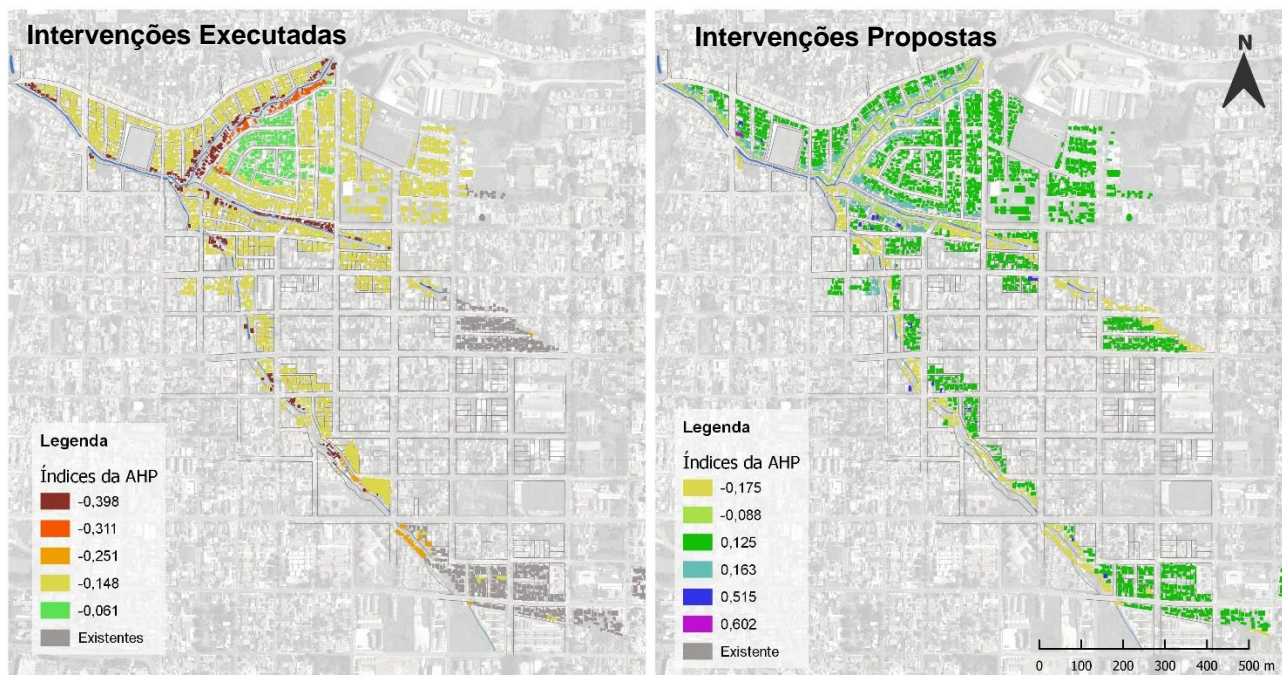 Intervenções Executadas
Legenda
Índices da AHP
-0,398
-0,311
-0,251
-0,148
-0,061
Existentes
Intervenções Propostas
N
Legenda
Índices da AHP
-0,175
-0,088
0,125
0,163
0,515
0,602
Existente
0 100 200 300 400 500 m